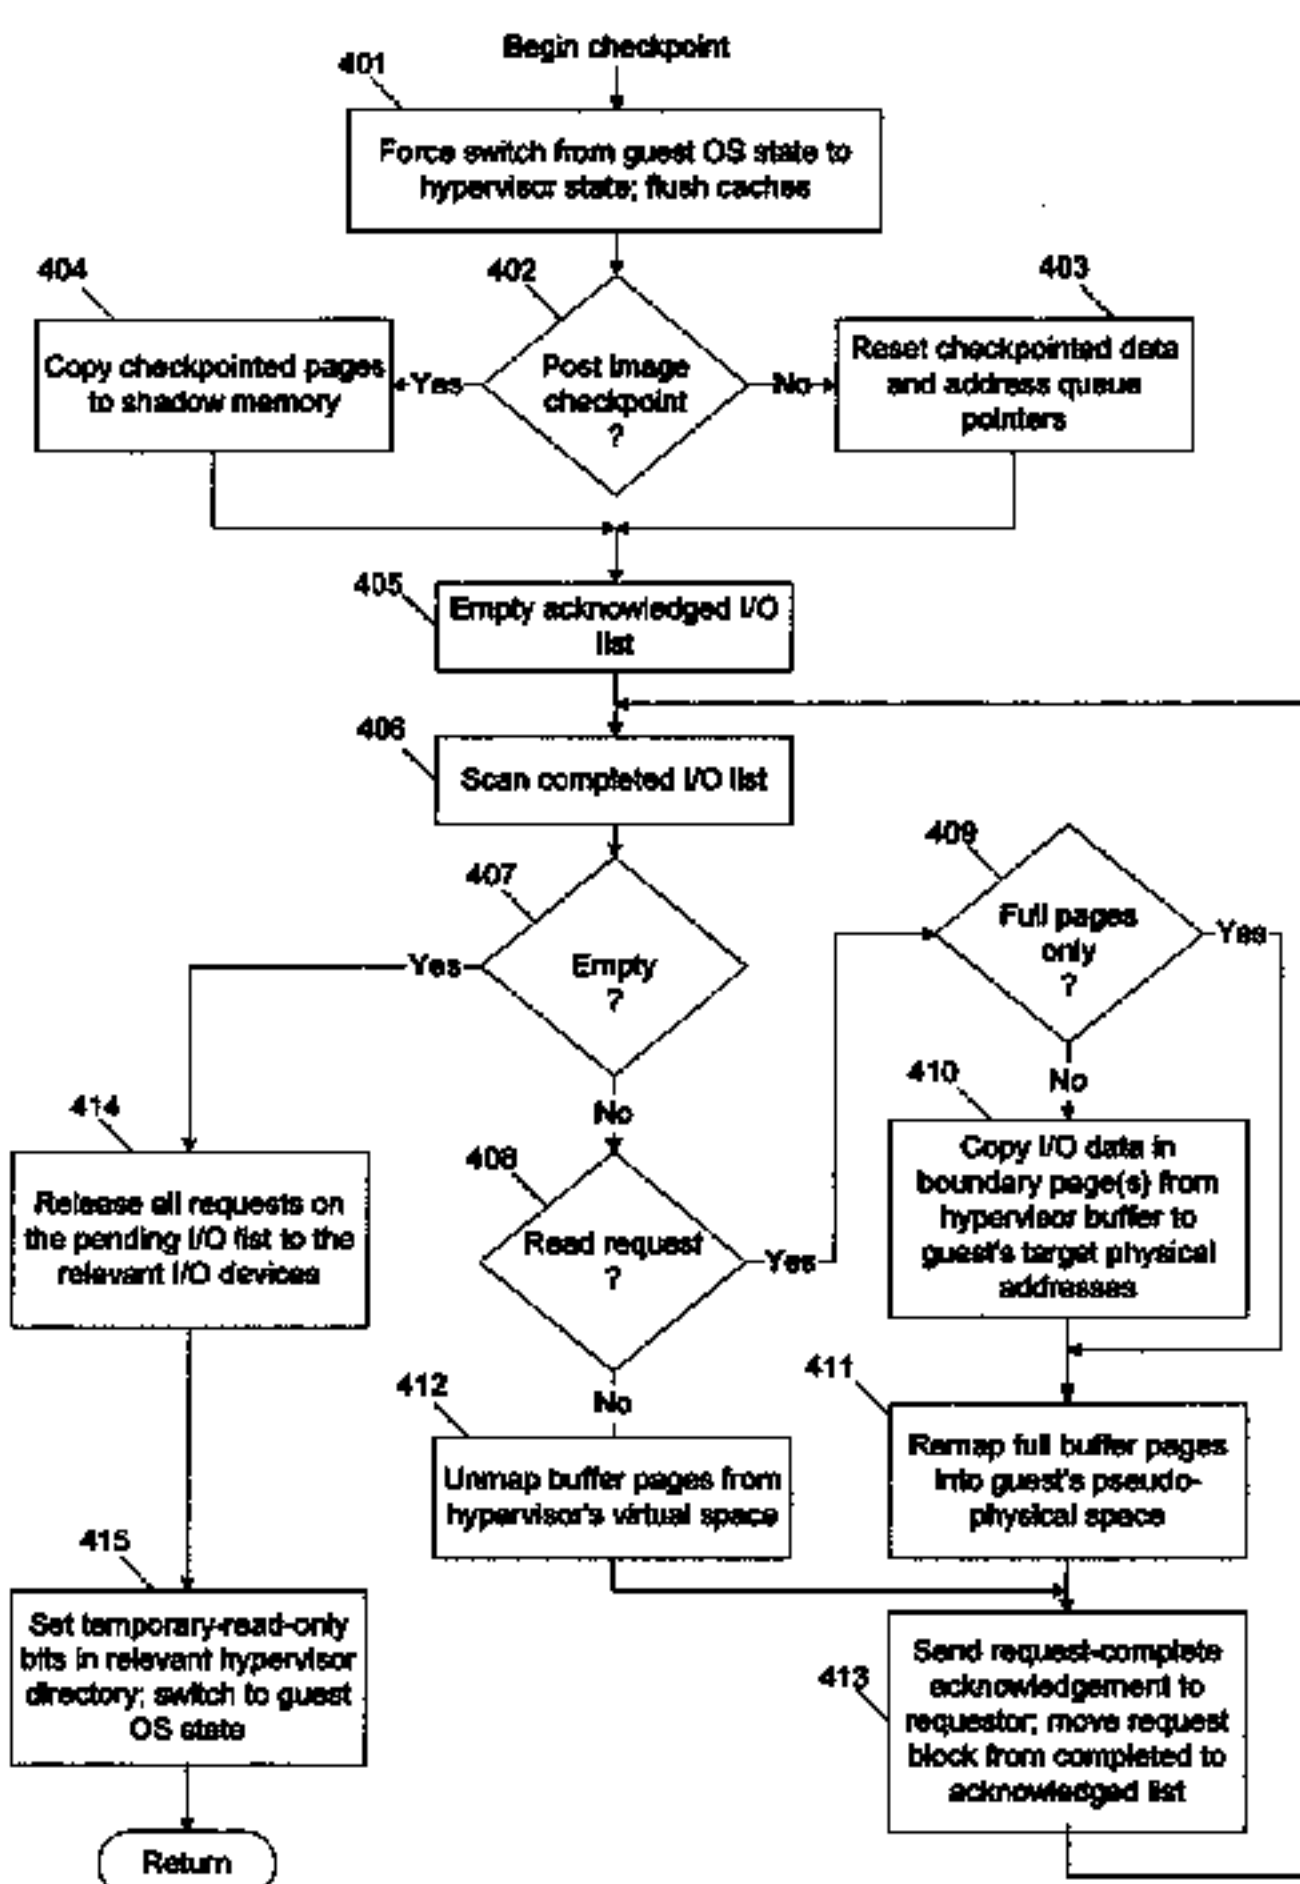 Begin checkpoint
401
Force switch from guest OS state to
hypervisor state; flush caches
404
402
403
Copy checkpointed pages
to shadow memory
Yes
Post image
checkpoint
?
No
Reset checkpointed data
and address queue
pointers
405
Empty acknowledged I/O
list
406
Scan completed I/O list
407
Empty
?
Yes
No
409
Full pages
only
?
Yes
No
410
Copy I/O data in
boundary page(s) from
hypervisor buffer to
guest's target physical
addresses
414
Release all requests on
the pending I/O list to the
relevant I/O devices
408
Read request
?
Yes
No
412
Unmap buffer pages from
hypervisor's virtual space
411
Remap full buffer pages
into guest's pseudo-
physical space
415
Set temporary-read-only
bits in relevant hypervisor
directory; switch to guest
OS state
413
Send request-complete
acknowledgement to
requestor; move request
block from completed to
acknowledged list
Return